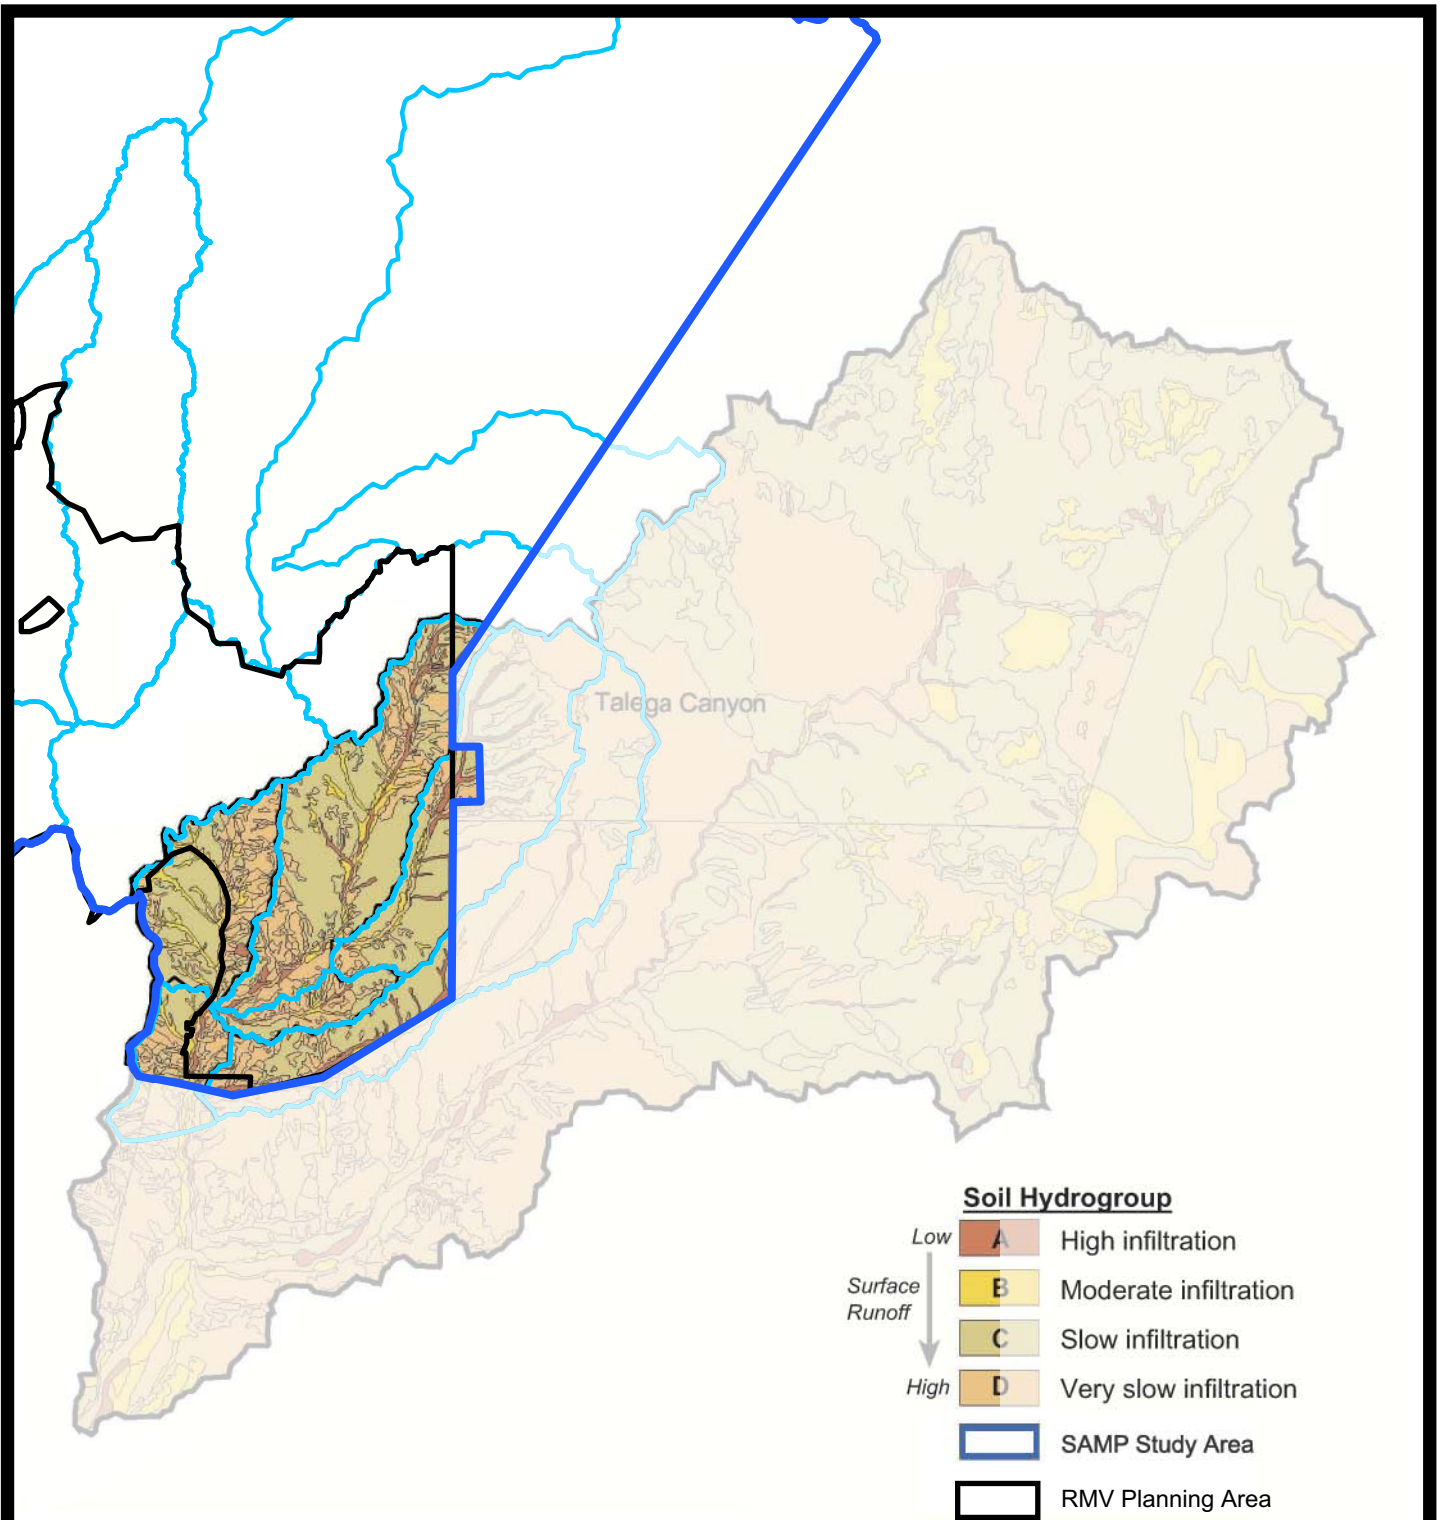 Talega Canyon
Soil Hydrogroup
Low
A
High infiltration
Surface
Runoff
B
Moderate infiltration
C
Slow infiltration
High
D
Very slow infiltration
SAMP Study Area
RMV Planning Area